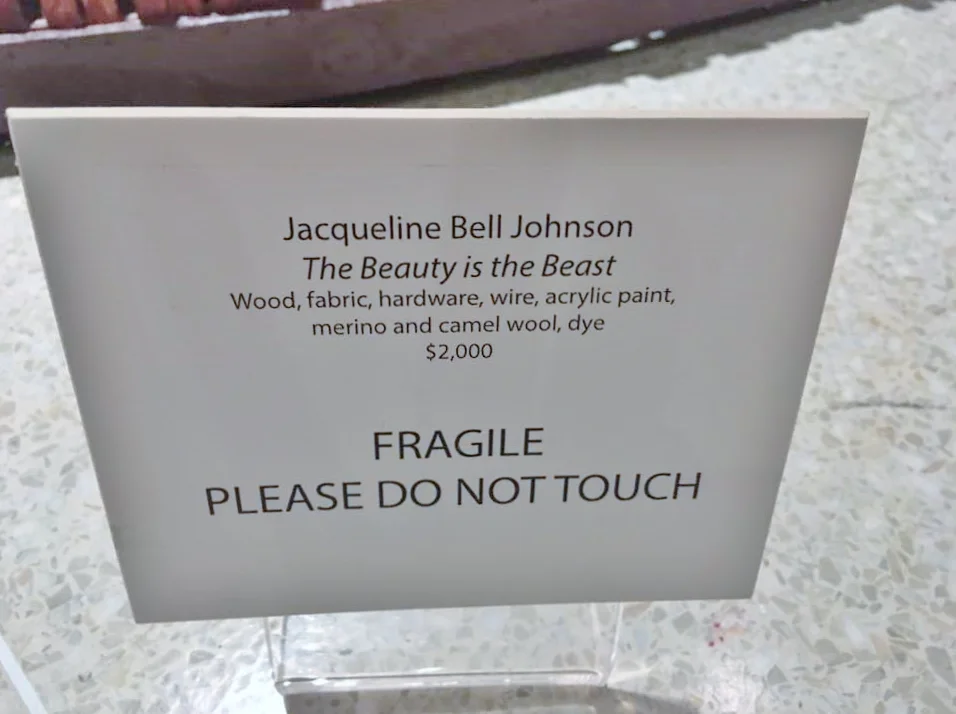 Jacqueline Bell Johnson
The Beauty is the Beast
Wood, fabric, hardware, wire, acrylic paint,
merino and camel wool, dye
$2,000
FRAGILE
PLEASE DO NOT TOUCH